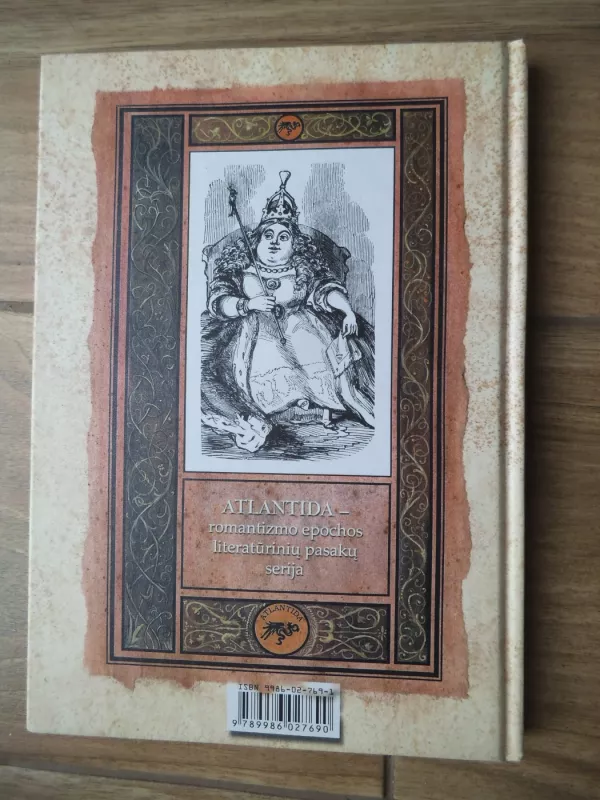 ATLANTIDA –
romantizmo epochos
literatūrinių pasakų
serija
ATLANTIDA
ISBN 9986-02-769-1
9 789986 027690